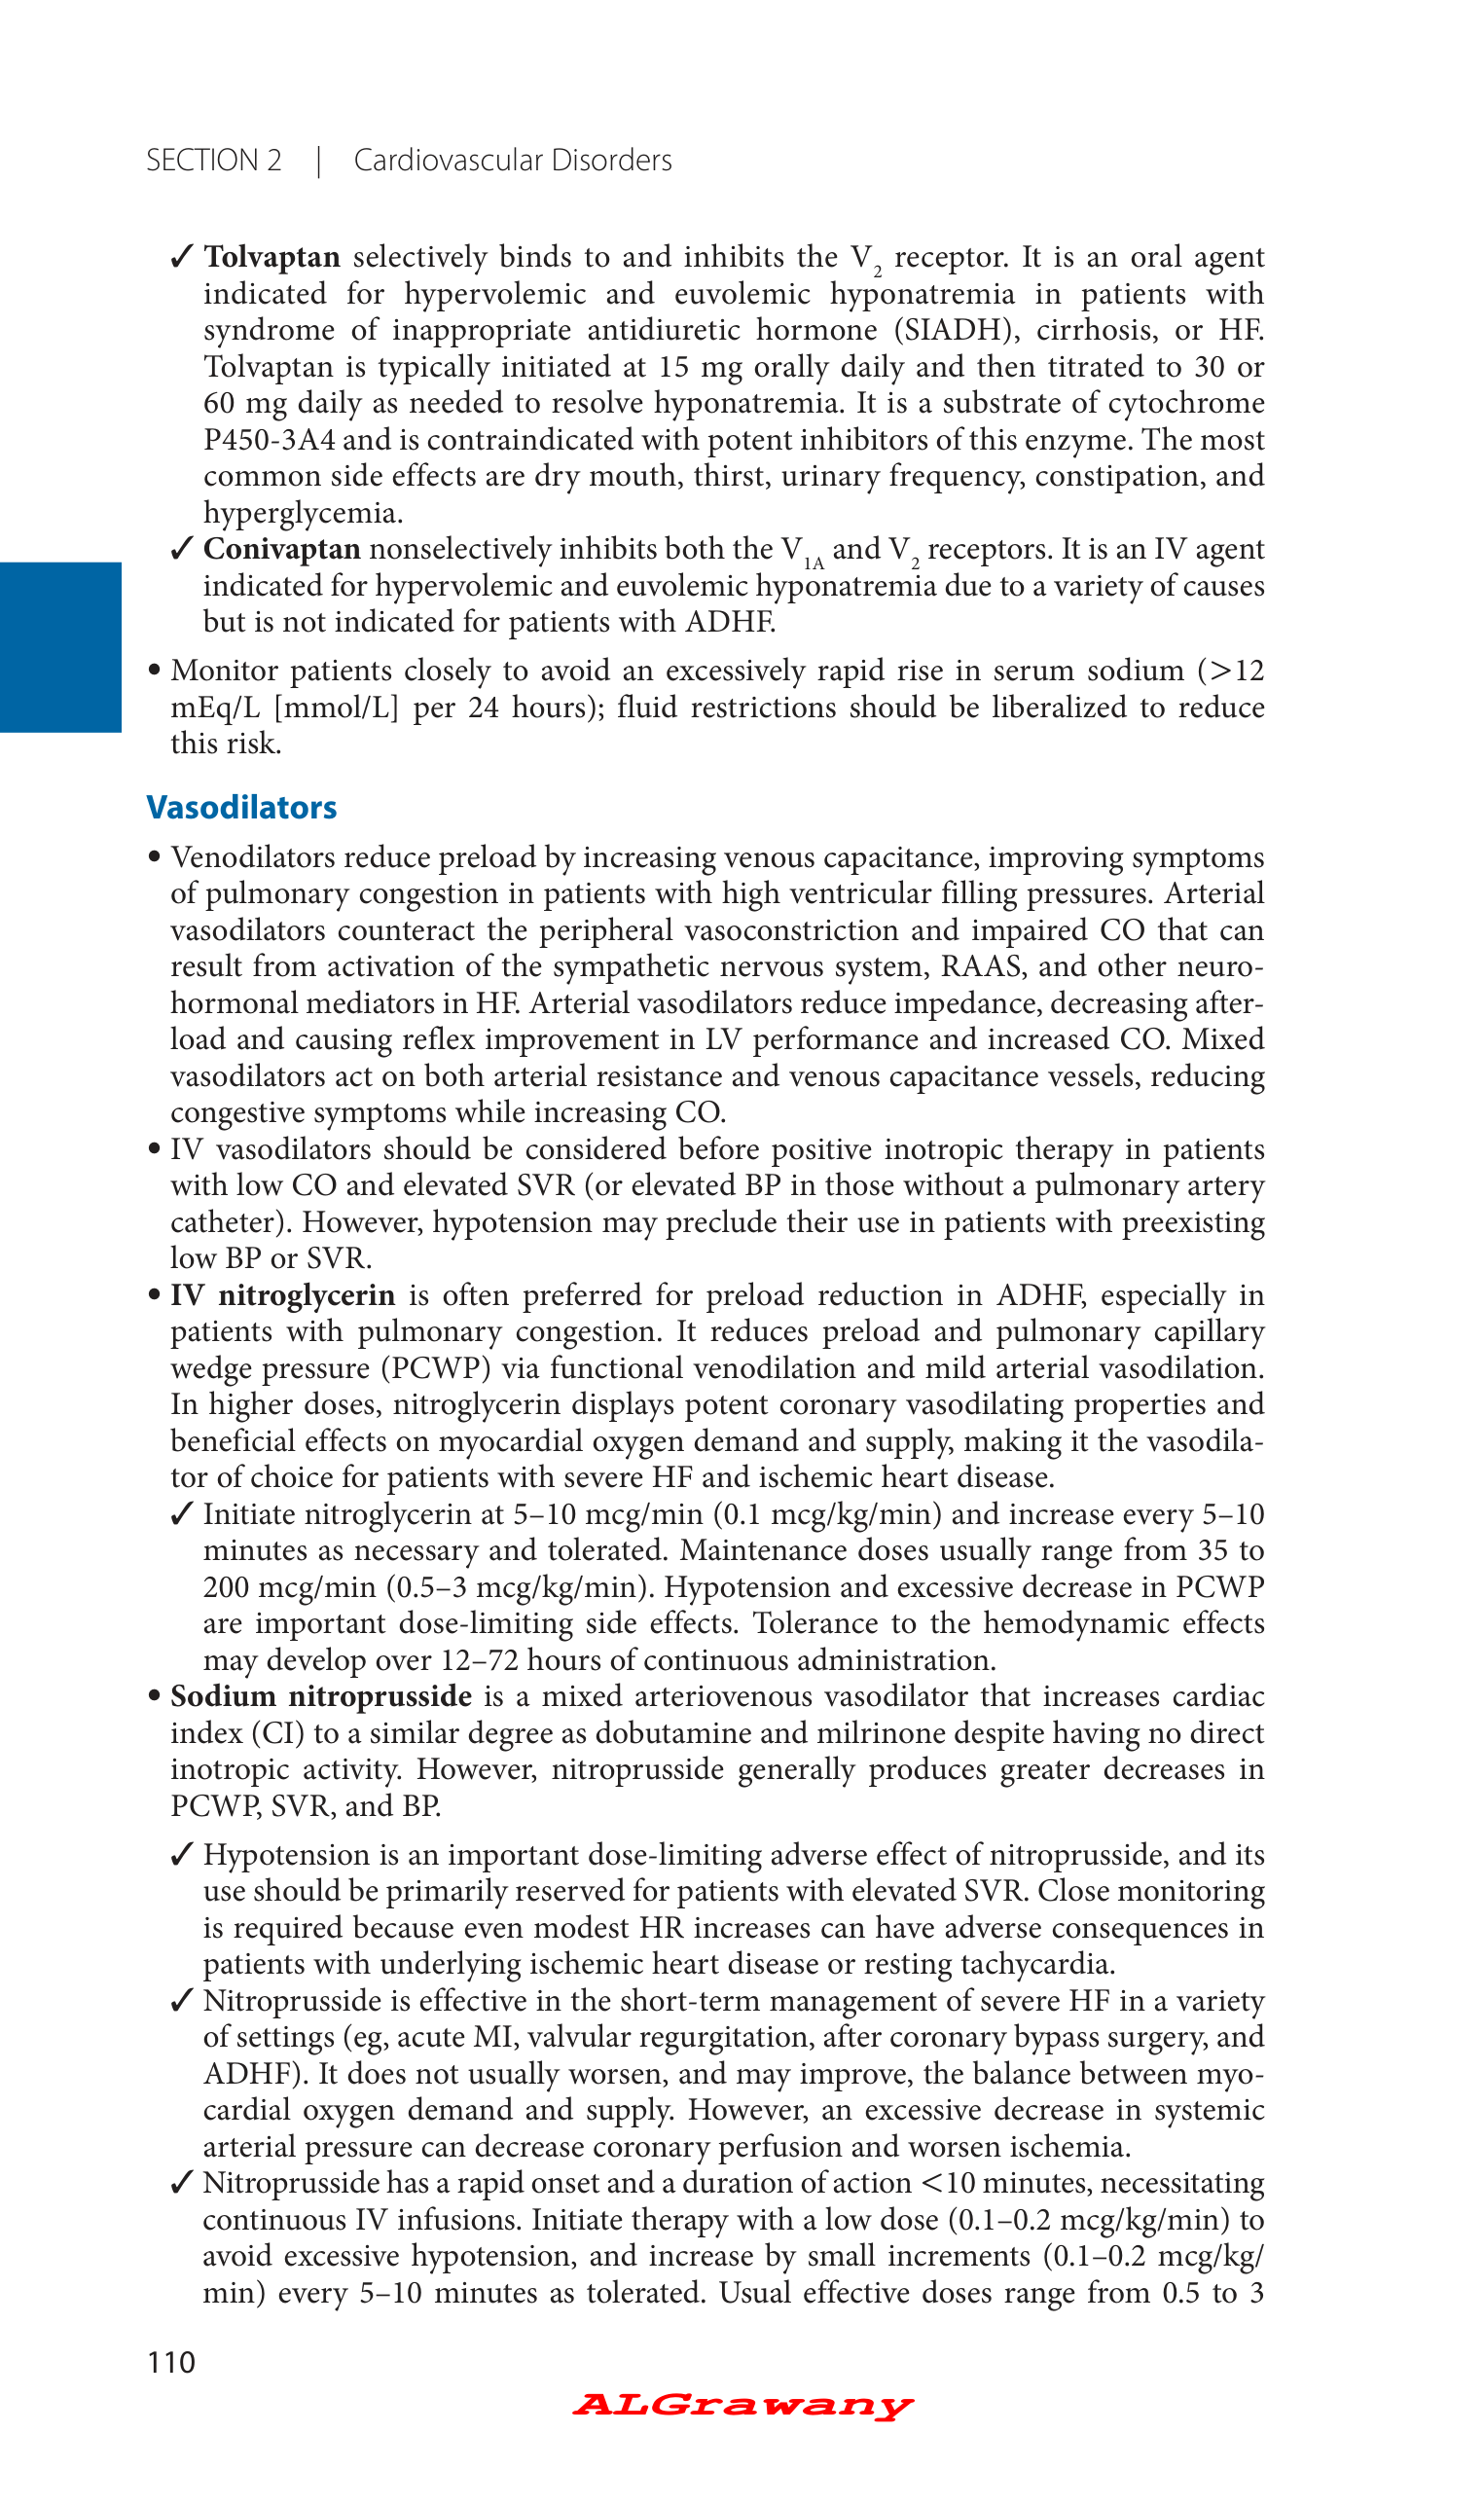 SECTION 2 | Cardiovascular Disorders
✓ Tolvaptan selectively binds to and inhibits the V2 receptor. It is an oral agent
indicated for hypervolemic and euvolemic hyponatremia in patients with
syndrome of inappropriate antidiuretic hormone (SIADH), cirrhosis, or HF.
Tolvaptan is typically initiated at 15 mg orally daily and then titrated to 30 or
60 mg daily as needed to resolve hyponatremia. It is a substrate of cytochrome
P450-3A4 and is contraindicated with potent inhibitors of this enzyme. The most
common side effects are dry mouth, thirst, urinary frequency, constipation, and
hyperglycemia.
✓ Conivaptan nonselectively inhibits both the V1A and V2 receptors. It is an IV agent
indicated for hypervolemic and euvolemic hyponatremia due to a variety of causes
but is not indicated for patients with ADHF.
• Monitor patients closely to avoid an excessively rapid rise in serum sodium (>12
mEq/L [mmol/L] per 24 hours); fluid restrictions should be liberalized to reduce
this risk.
Vasodilators
• Venodilators reduce preload by increasing venous capacitance, improving symptoms
of pulmonary congestion in patients with high ventricular filling pressures. Arterial
vasodilators counteract the peripheral vasoconstriction and impaired CO that can
result from activation of the sympathetic nervous system, RAAS, and other neuro-
hormonal mediators in HF. Arterial vasodilators reduce impedance, decreasing after-
load and causing reflex improvement in LV performance and increased CO. Mixed
vasodilators act on both arterial resistance and venous capacitance vessels, reducing
congestive symptoms while increasing CO.
• IV vasodilators should be considered before positive inotropic therapy in patients
with low CO and elevated SVR (or elevated BP in those without a pulmonary artery
catheter). However, hypotension may preclude their use in patients with preexisting
low BP or SVR.
• IV nitroglycerin is often preferred for preload reduction in ADHF, especially in
patients with pulmonary congestion. It reduces preload and pulmonary capillary
wedge pressure (PCWP) via functional venodilation and mild arterial vasodilation.
In higher doses, nitroglycerin displays potent coronary vasodilating properties and
beneficial effects on myocardial oxygen demand and supply, making it the vasodila-
tor of choice for patients with severe HF and ischemic heart disease.
✓ Initiate nitroglycerin at 5–10 mcg/min (0.1 mcg/kg/min) and increase every 5–10
minutes as necessary and tolerated. Maintenance doses usually range from 35 to
200 mcg/min (0.5–3 mcg/kg/min). Hypotension and excessive decrease in PCWP
are important dose-limiting side effects. Tolerance to the hemodynamic effects
may develop over 12–72 hours of continuous administration.
• Sodium nitroprusside is a mixed arteriovenous vasodilator that increases cardiac
index (CI) to a similar degree as dobutamine and milrinone despite having no direct
inotropic activity. However, nitroprusside generally produces greater decreases in
PCWP, SVR, and BP.
✓ Hypotension is an important dose-limiting adverse effect of nitroprusside, and its
use should be primarily reserved for patients with elevated SVR. Close monitoring
is required because even modest HR increases can have adverse consequences in
patients with underlying ischemic heart disease or resting tachycardia.
✓ Nitroprusside is effective in the short-term management of severe HF in a variety
of settings (eg, acute MI, valvular regurgitation, after coronary bypass surgery, and
ADHF). It does not usually worsen, and may improve, the balance between myo-
cardial oxygen demand and supply. However, an excessive decrease in systemic
arterial pressure can decrease coronary perfusion and worsen ischemia.
✓ Nitroprusside has a rapid onset and a duration of action <10 minutes, necessitating
continuous IV infusions. Initiate therapy with a low dose (0.1–0.2 mcg/kg/min) to
avoid excessive hypotension, and increase by small increments (0.1–0.2 mcg/kg/
min) every 5–10 minutes as tolerated. Usual effective doses range from 0.5 to 3
110
ALGrawany